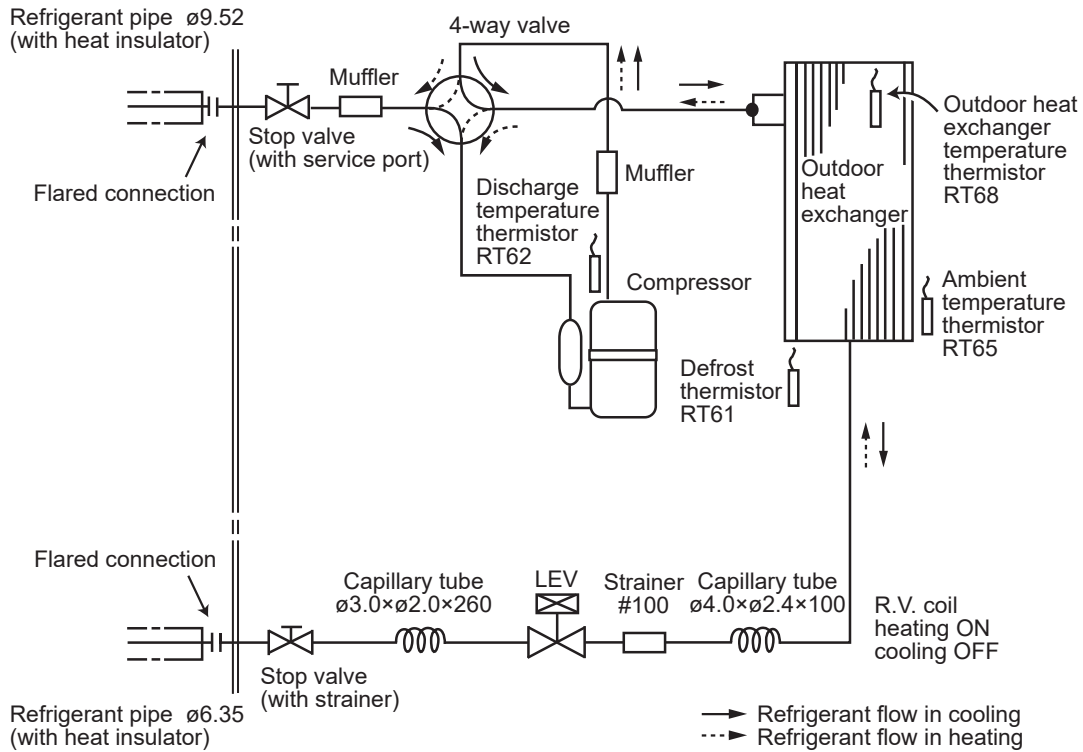 Refrigerant pipe ø9.52
(with heat insulator)
4-way valve
Muffler
Stop valve
(with service port)
Flared connection
Discharge
temperature
thermistor
RT62
Muffler
Compressor
Outdoor
heat
exchanger
Outdoor heat
exchanger
temperature
thermistor
RT68
Ambient
temperature
thermistor
RT65
Defrost
thermistor
RT61
Flared connection
Capillary tube
ø3.0×ø2.0×260
LEV
Strainer
#100
Capillary tube
ø4.0×ø2.4×100
R.V. coil
heating ON
cooling OFF
Stop valve
(with strainer)
Refrigerant pipe ø6.35
(with heat insulator)
Refrigerant flow in cooling
Refrigerant flow in heating